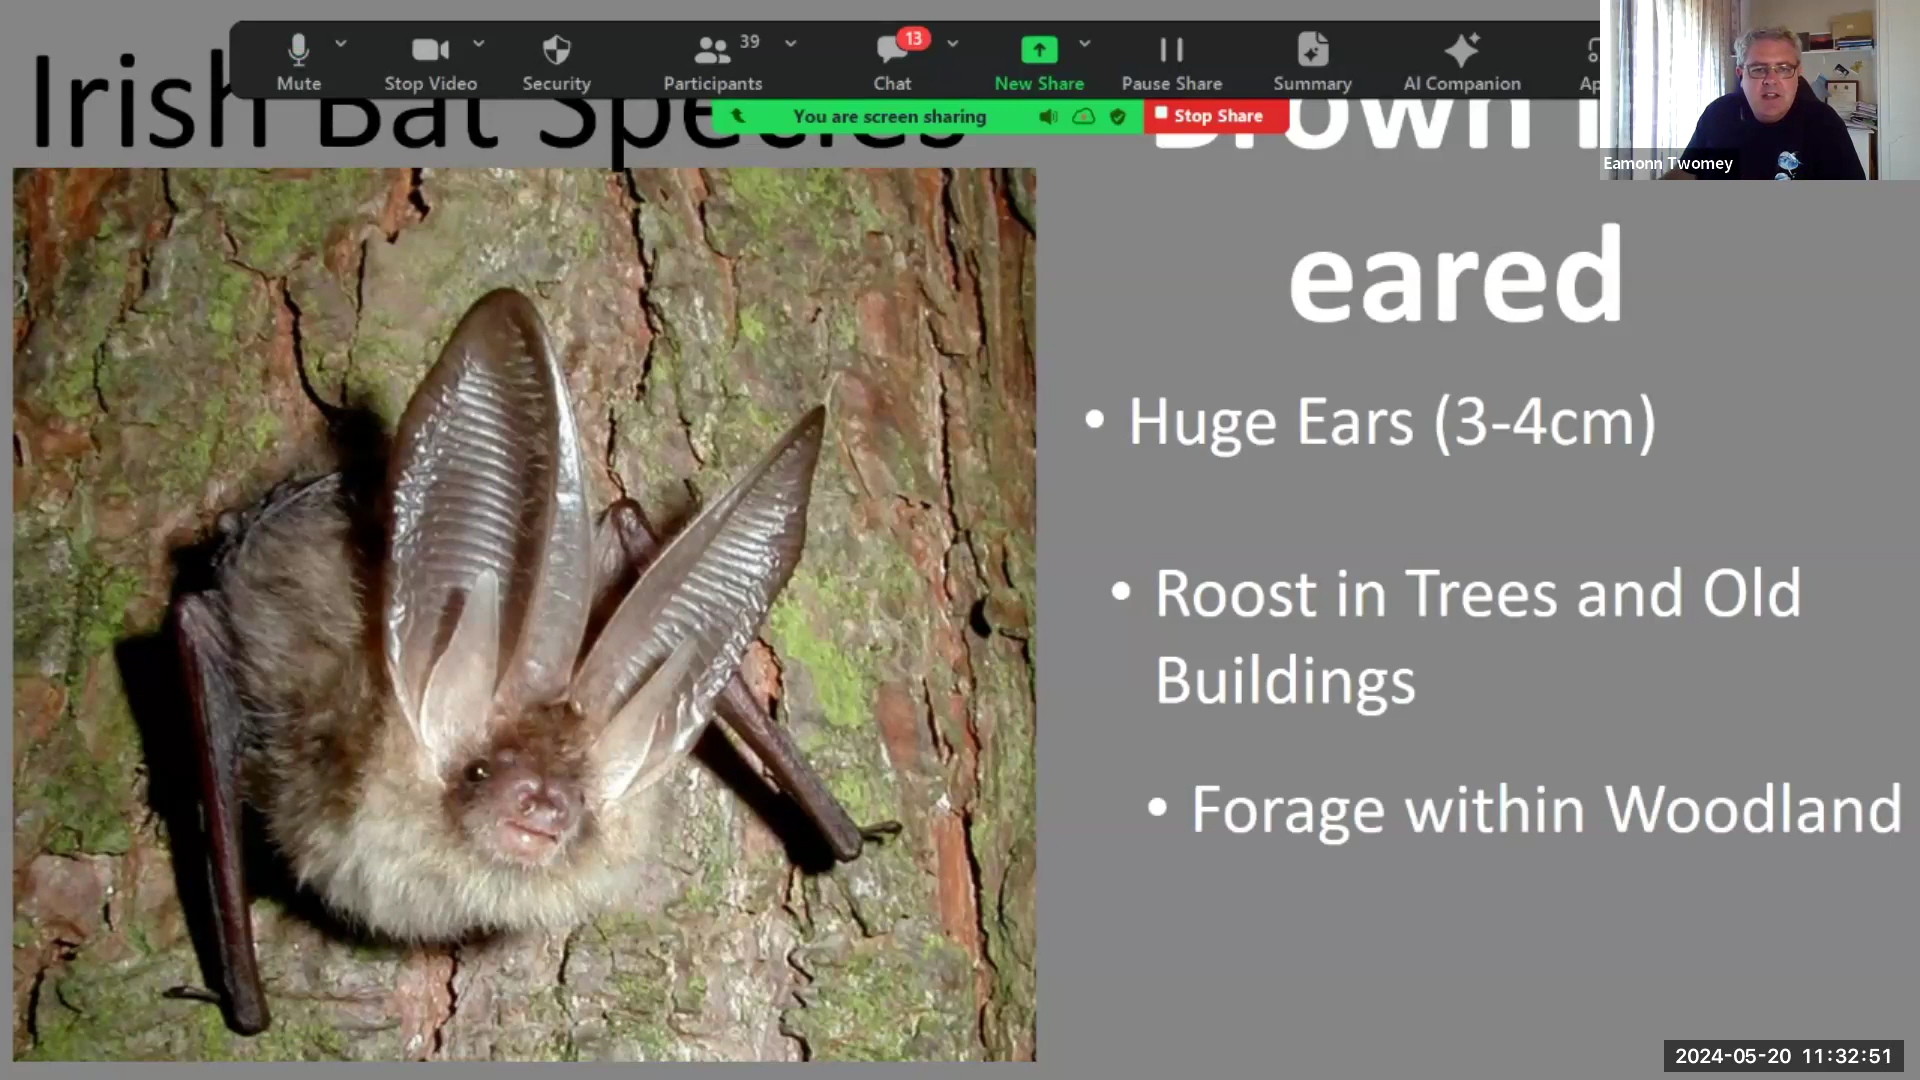 39
13
Mute
Stop Video
Security
Participants
Chat
New Share
Pause Share
Summary
AI Companion
You are screen sharing
Stop Share
Eamonn Twomey
Irish Bat Species
Brown
eared
• Huge Ears (3-4cm)
• Roost in Trees and Old
Buildings
• Forage within Woodland
2024-05-20 11:32:51